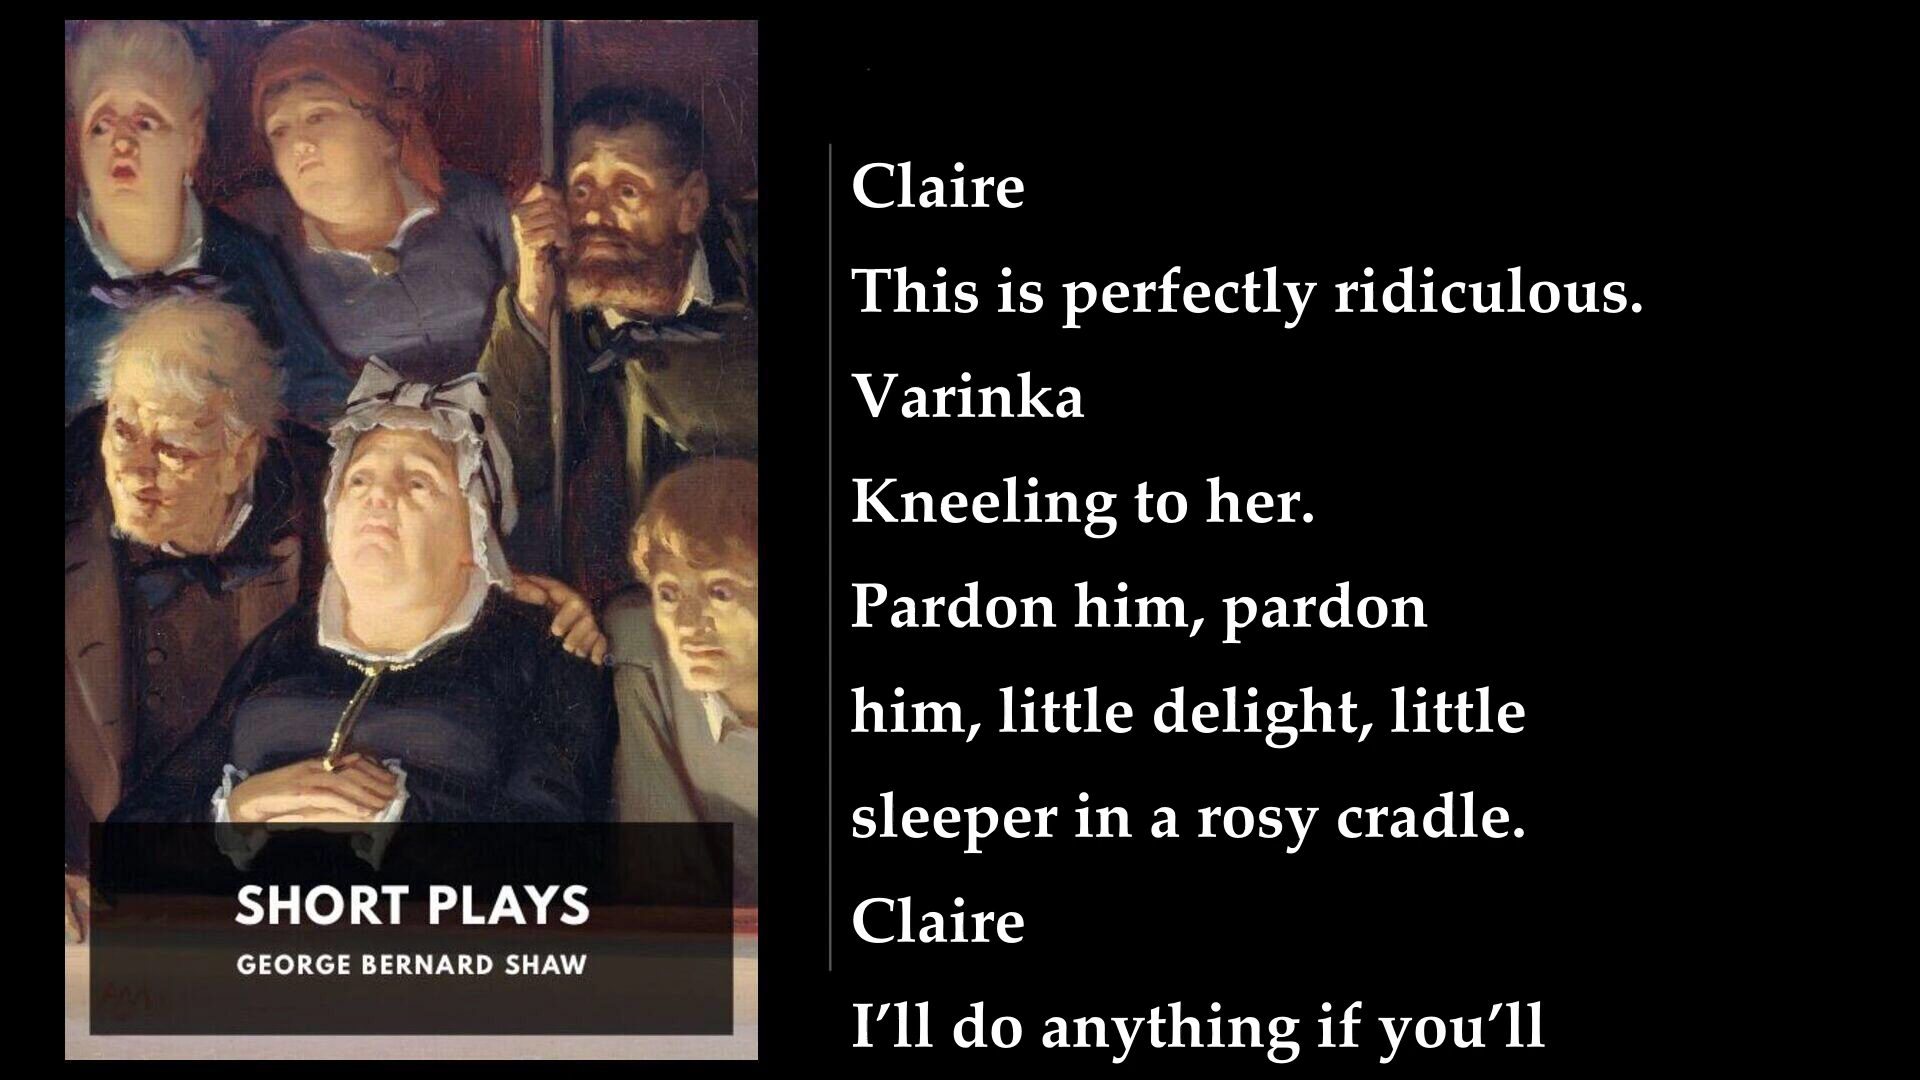 SHORT PLAYS
GEORGE BERNARD SHAW
Claire
This is perfectly ridiculous.
Varinka
Kneeling to her.
Pardon him, pardon
him, little delight, little
sleeper in a rosy cradle.
Claire
I’ll do anything if you’ll